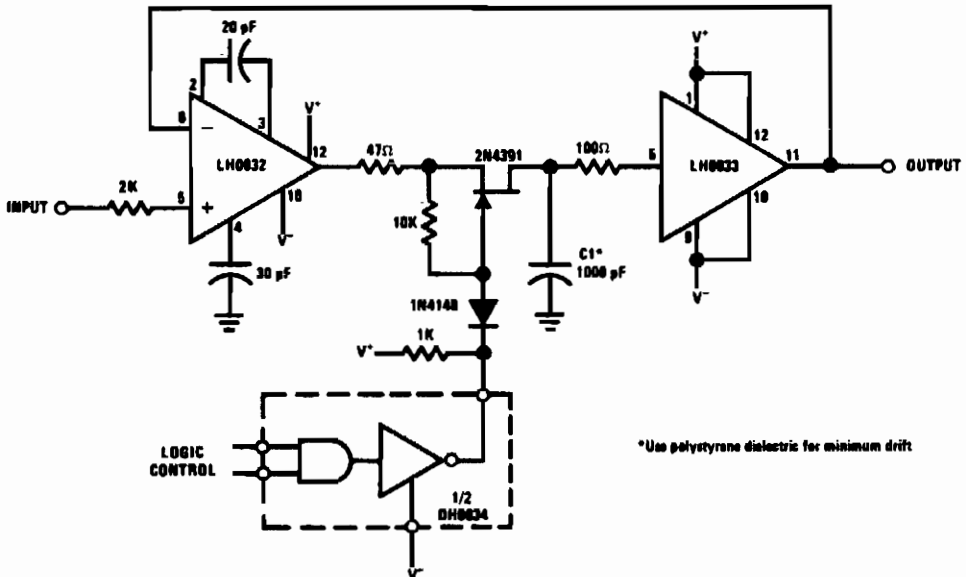 20 pF
V+
2
6
3
−
V+
12
47Ω
2N4391
100Ω
1
12
LH0032
5
LH0033
11
OUTPUT
2K
10
INPUT
5
+
4
10K
10
V−
9
30 pF
C1*
1000 pF
V−
1N4148
1K
V+
*Use polystyrene dielectric for minimum drift
LOGIC
CONTROL
1/2
DH0034
V−